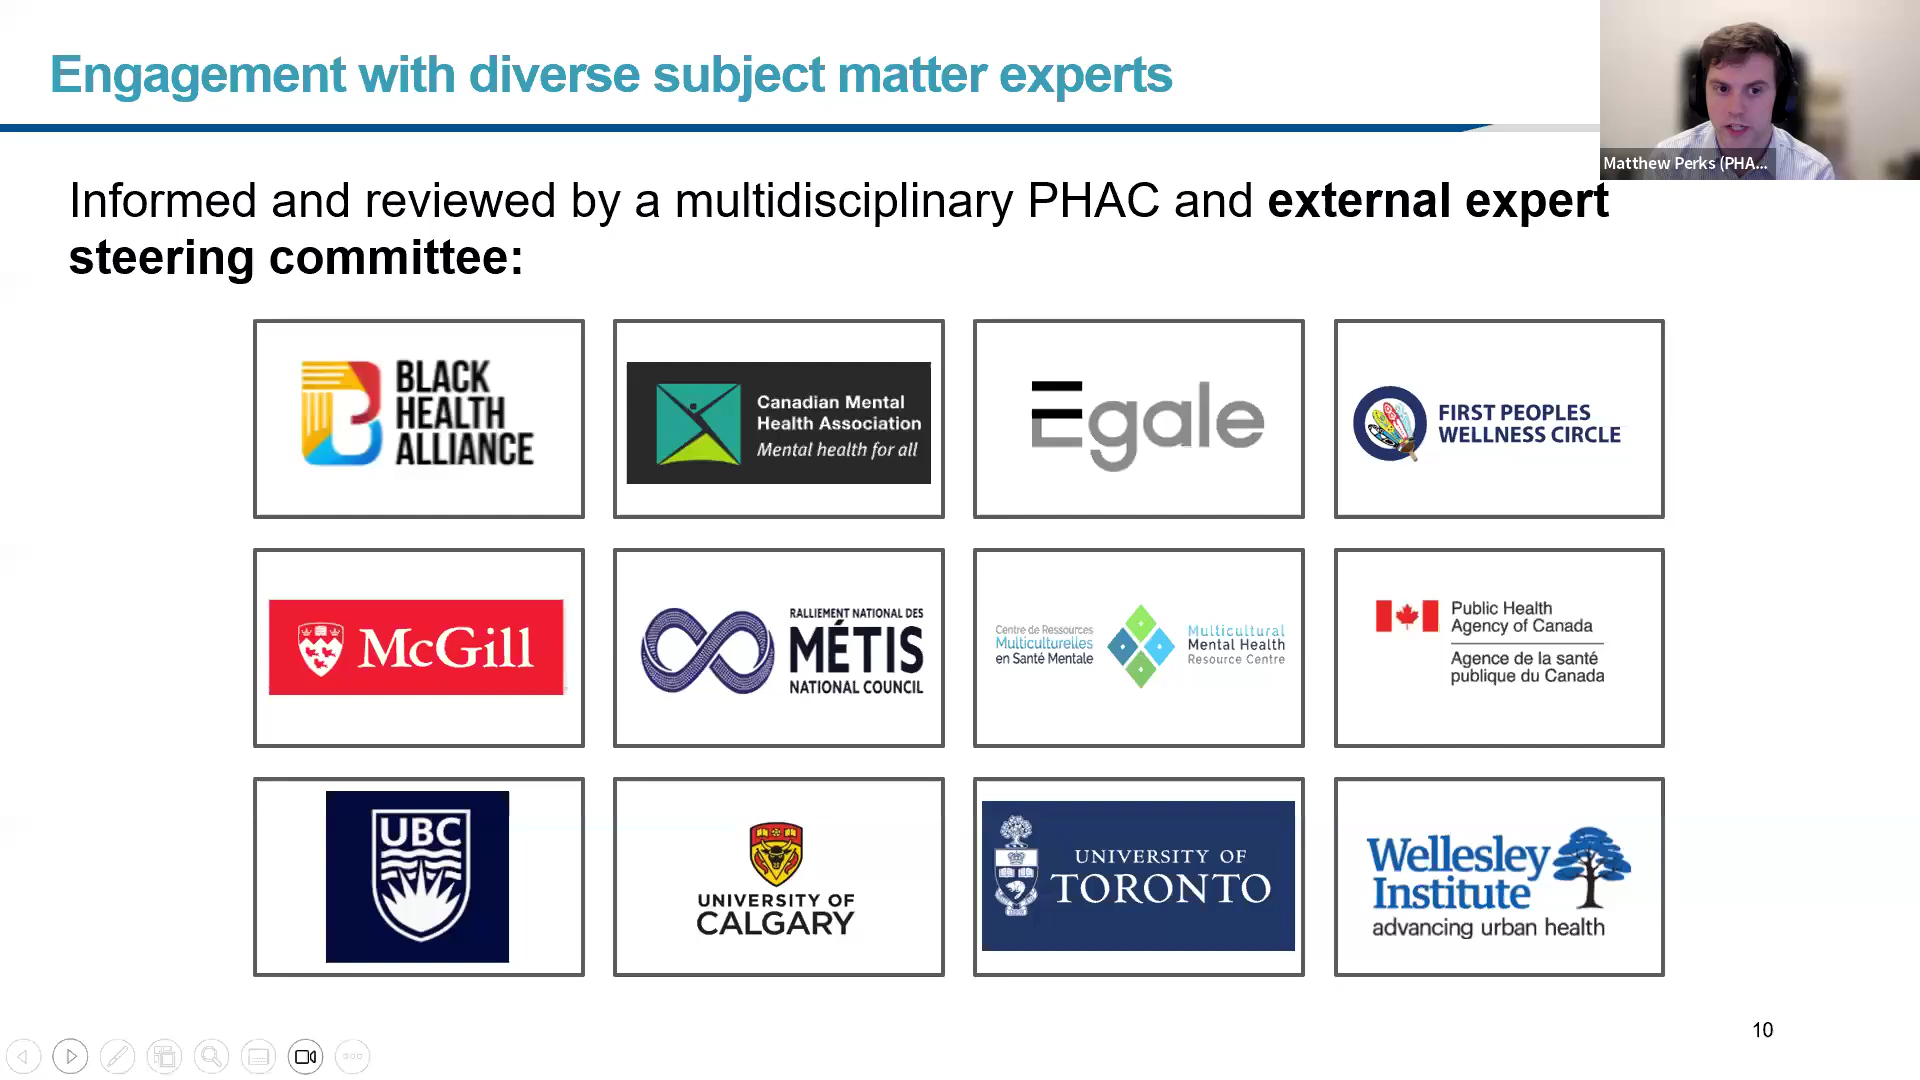 Engagement with diverse subject matter experts
Matthew Perks (PHA...
Informed and reviewed by a multidisciplinary PHAC and external expert
steering committee:
BLACK
HEALTH
ALLIANCE
Canadian Mental
Health Association
Mental health for all
Egale
FIRST PEOPLES
WELLNESS CIRCLE
McGill
RALLIEMENT NATIONAL DES
MÉTIS
NATIONAL COUNCIL
Centre de Ressources
Multiculturelles
en Santé Mentale
Multicultural
Mental Health
Resource Centre
Public Health
Agency of Canada
Agence de la santé
publique du Canada
UBC
UNIVERSITY OF
CALGARY
UNIVERSITY OF
TORONTO
Wellesley
Institute
advancing urban health
10